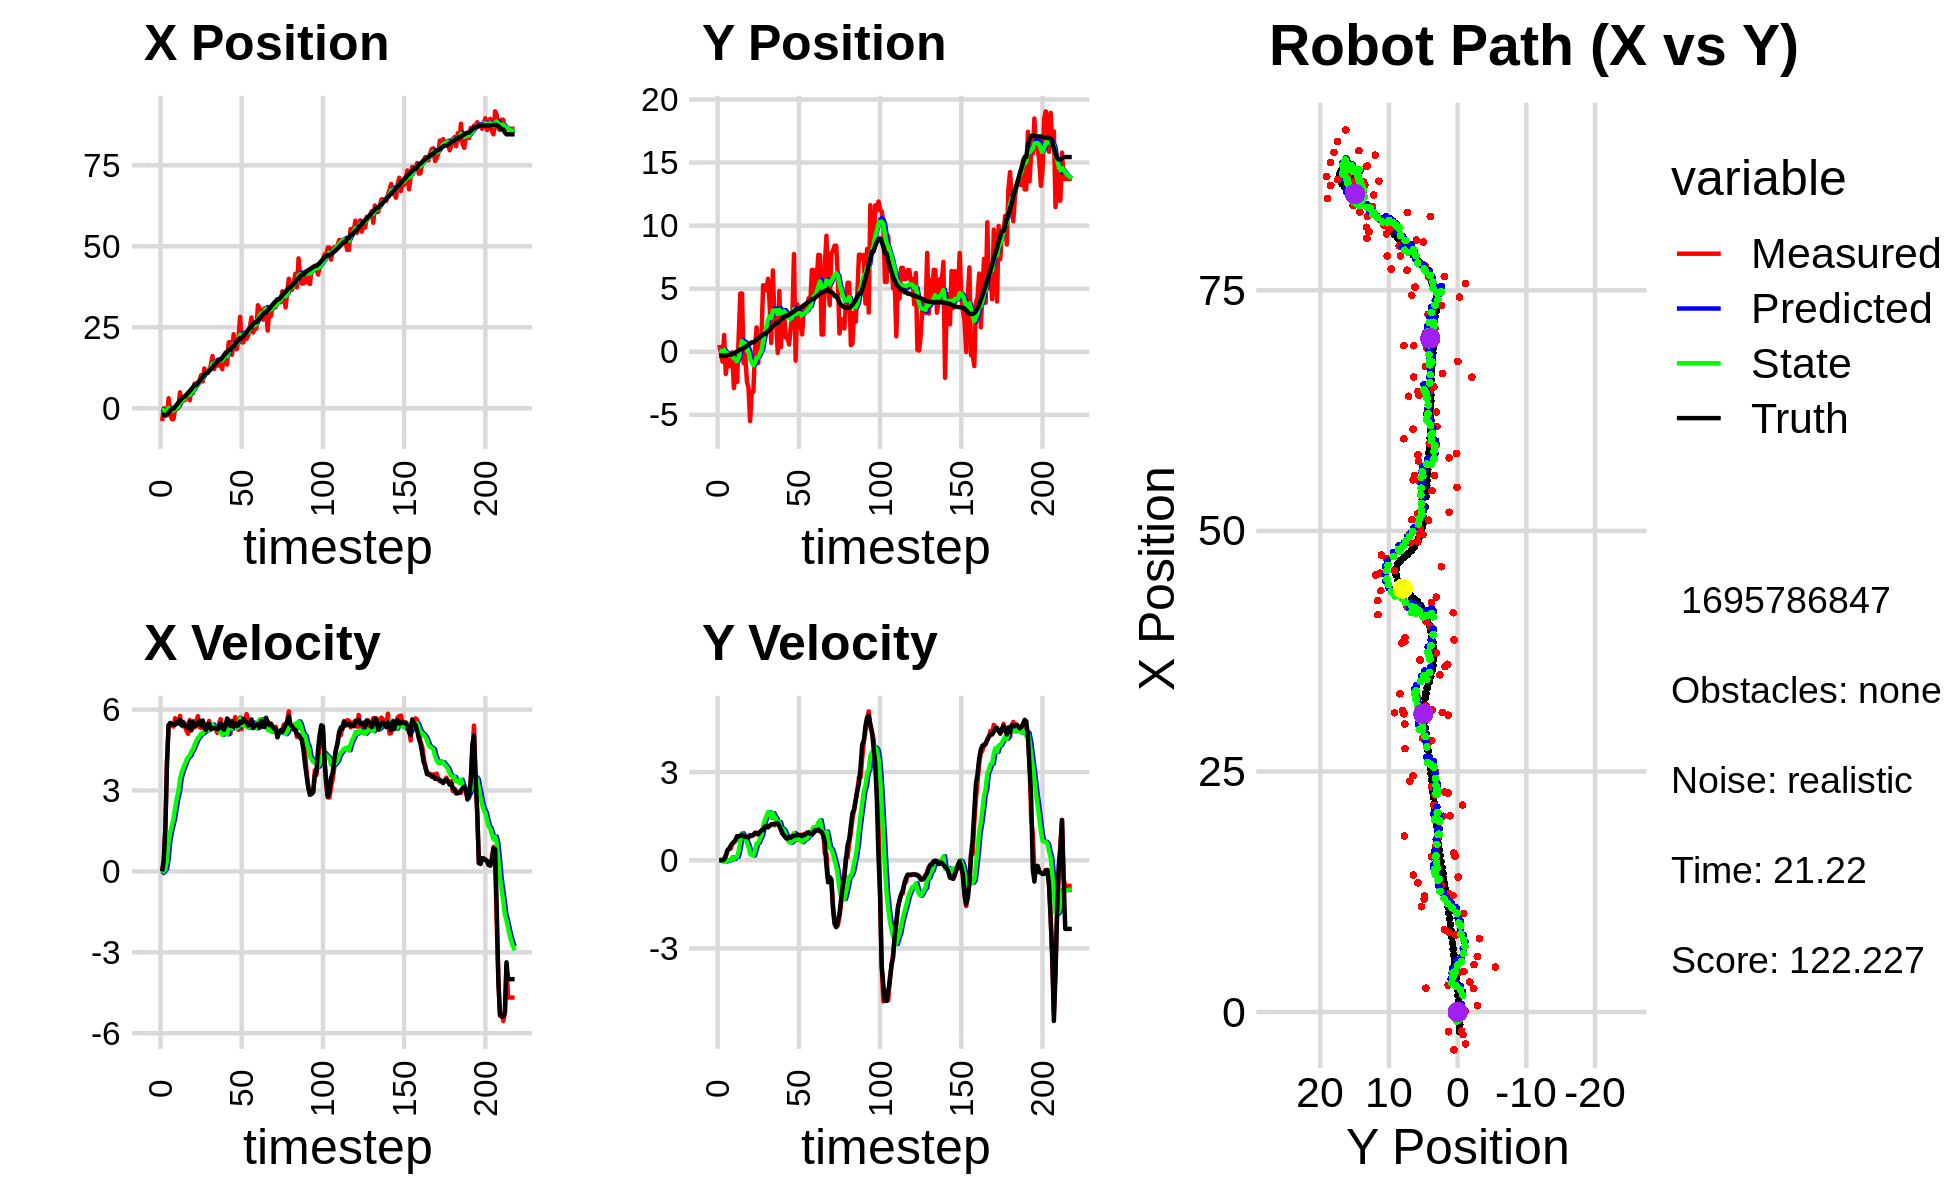 X Position
75
50
25
0
0
50
100
150
200
timestep
Y Position
20
15
10
5
0
-5
0
50
100
150
200
timestep
X Velocity
6
3
0
-3
-6
0
50
100
150
200
timestep
Y Velocity
3
0
-3
0
50
100
150
200
timestep
Robot Path (X vs Y)
X Position
75
50
25
0
20 10 0 -10 -20
Y Position
variable
Measured
Predicted
State
Truth
1695786847
Obstacles: none
Noise: realistic
Time: 21.22
Score: 122.227